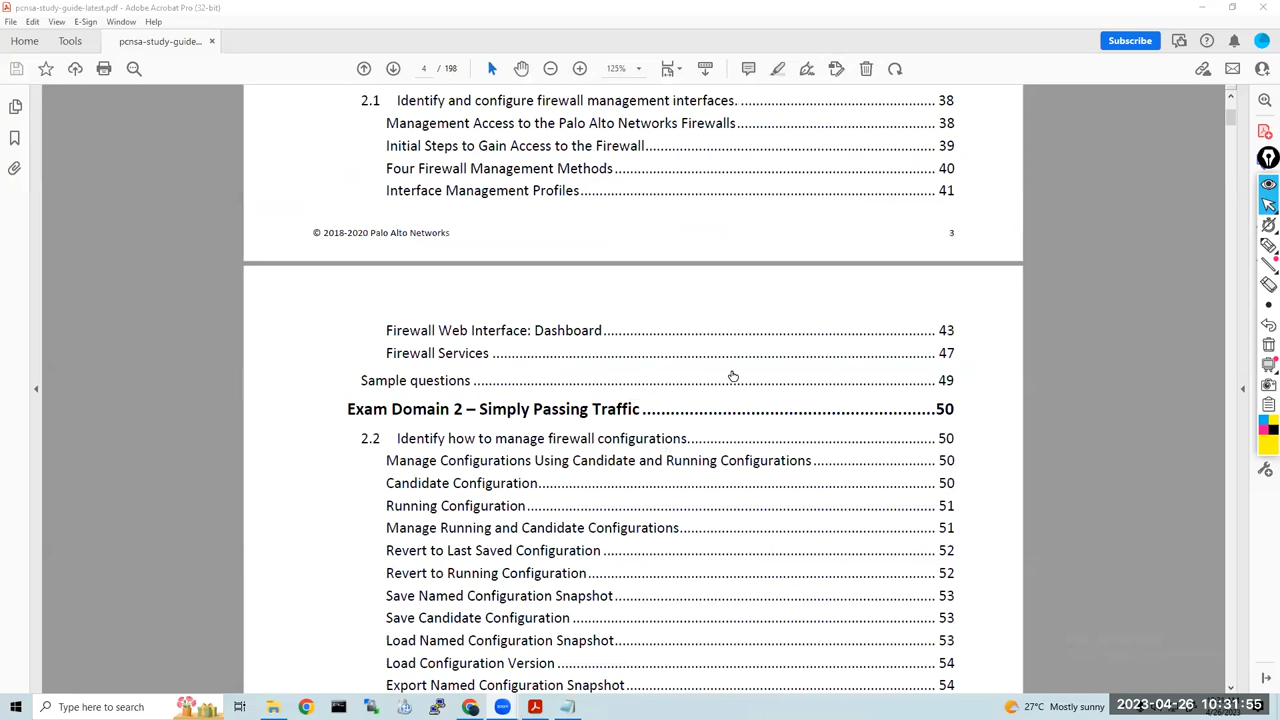 pcnsa-study-guide-latest.pdf - Adobe Acrobat Pro (32-bit)
File Edit View E-Sign Window Help
Home Tools pcnsa-study-guide... × Subscribe
4 / 198 125%
2.1 Identify and configure firewall management interfaces. 38
Management Access to the Palo Alto Networks Firewalls 38
Initial Steps to Gain Access to the Firewall 39
Four Firewall Management Methods 40
Interface Management Profiles 41
© 2018-2020 Palo Alto Networks 3
Firewall Web Interface: Dashboard 43
Firewall Services 47
Sample questions 49
Exam Domain 2 – Simply Passing Traffic 50
2.2 Identify how to manage firewall configurations. 50
Manage Configurations Using Candidate and Running Configurations 50
Candidate Configuration 50
Running Configuration 51
Manage Running and Candidate Configurations 51
Revert to Last Saved Configuration 52
Revert to Running Configuration 52
Save Named Configuration Snapshot 53
Save Candidate Configuration 53
Load Named Configuration Snapshot 53
Load Configuration Version 54
Export Named Configuration Snapshot 54
Type here to search 27°C Mostly sunny 2023-04-26 10:31:55